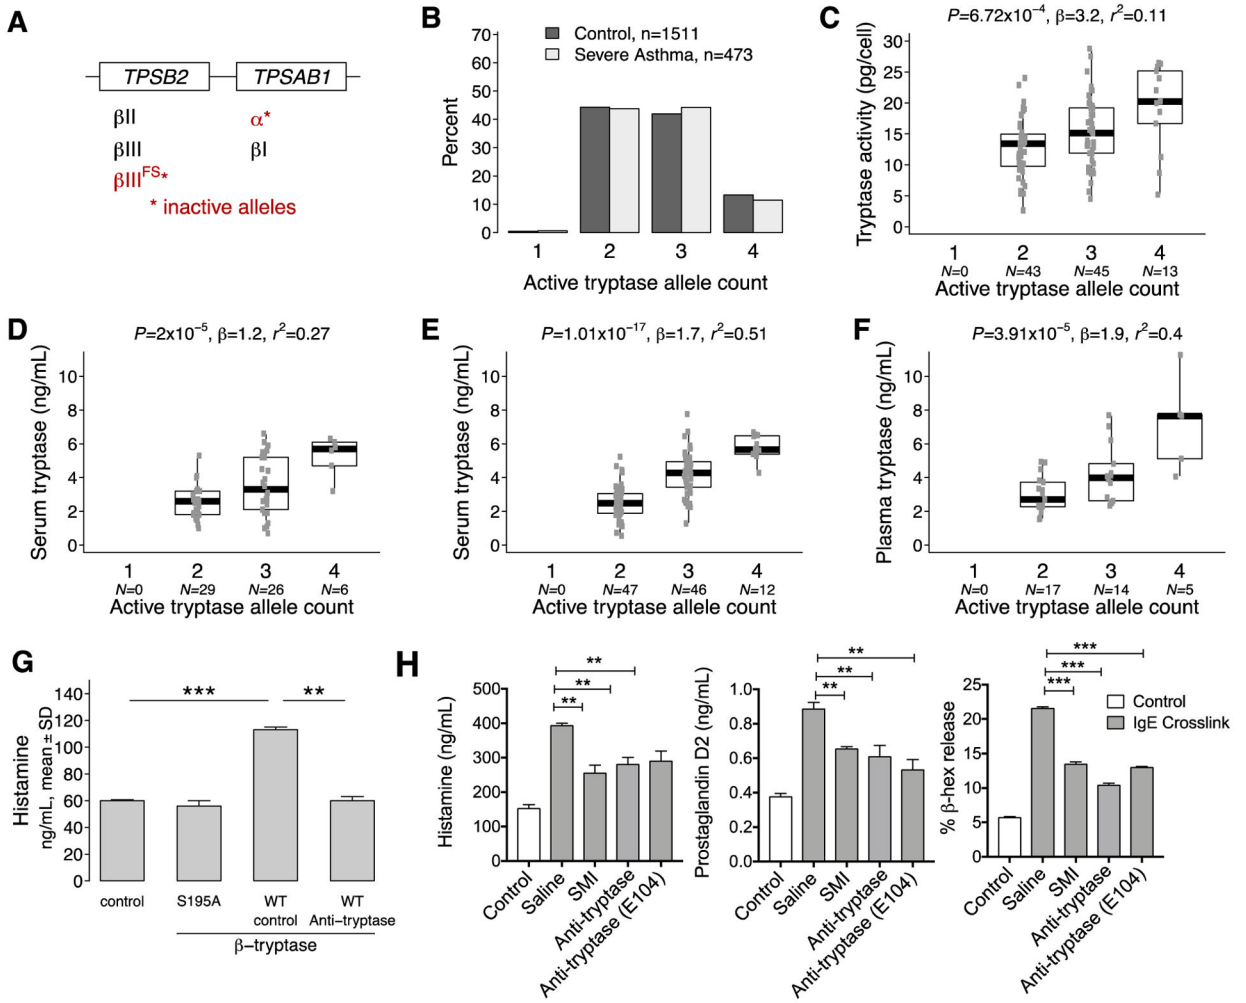 A
TPSB2 TPSAB1
βII α*
βIII βI
βIII^FS*
* inactive alleles
B
Control, n=1511
Severe Asthma, n=473
Percent
70
60
50
40
30
20
10
0
1 2 3 4
Active tryptase allele count
C
P=6.72x10⁻⁴, β=3.2, r²=0.11
Tryptase activity (pg/cell)
30
25
20
15
10
5
0
1 2 3 4
N=0 N=43 N=45 N=13
Active tryptase allele count
D
P=2x10⁻⁵, β=1.2, r²=0.27
Serum tryptase (ng/mL)
10
8
6
4
2
0
1 2 3 4
N=0 N=29 N=26 N=6
Active tryptase allele count
E
P=1.01x10⁻¹⁷, β=1.7, r²=0.51
Serum tryptase (ng/mL)
10
8
6
4
2
0
1 2 3 4
N=0 N=47 N=46 N=12
Active tryptase allele count
F
P=3.91x10⁻⁵, β=1.9, r²=0.4
Plasma tryptase (ng/mL)
10
8
6
4
2
0
1 2 3 4
N=0 N=17 N=14 N=5
Active tryptase allele count
G
Histamine
ng/mL, mean ± SD
140
120
100
80
60
40
20
0
*** **
control S195A WT WT
control Anti−tryptase
β−tryptase
H
Histamine (ng/mL)
500
400
300
200
100
0
**
**
**
Control
Saline
SMI
Anti-tryptase
Anti-tryptase (E104)
Prostaglandin D2 (ng/mL)
1.0
0.8
0.6
0.4
0.2
0.0
**
**
**
Control
Saline
SMI
Anti-tryptase
Anti-tryptase (E104)
% β-hex release
25
20
15
10
5
0
***
***
***
Control
IgE Crosslink
Control
Saline
SMI
Anti-tryptase
Anti-tryptase (E104)